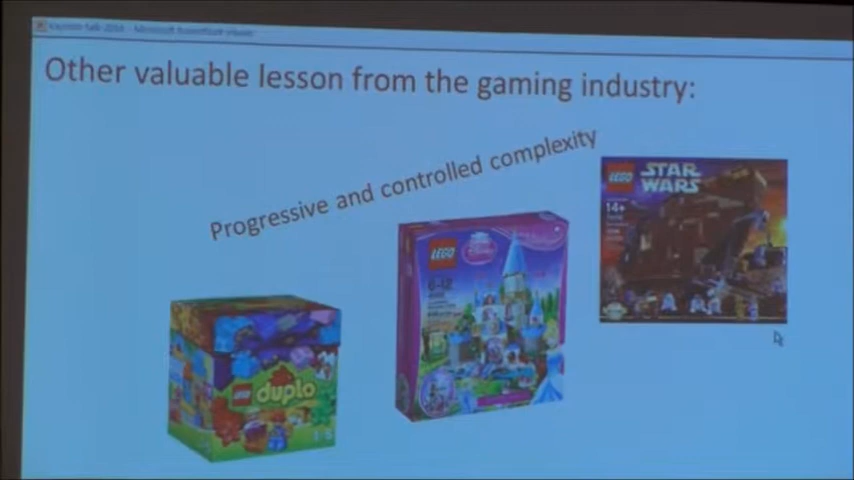 Other valuable lesson from the gaming industry:
Progressive and controlled complexity
LEGO
STAR
WARS
14+
LEGO
6-12
LEGO
duplo